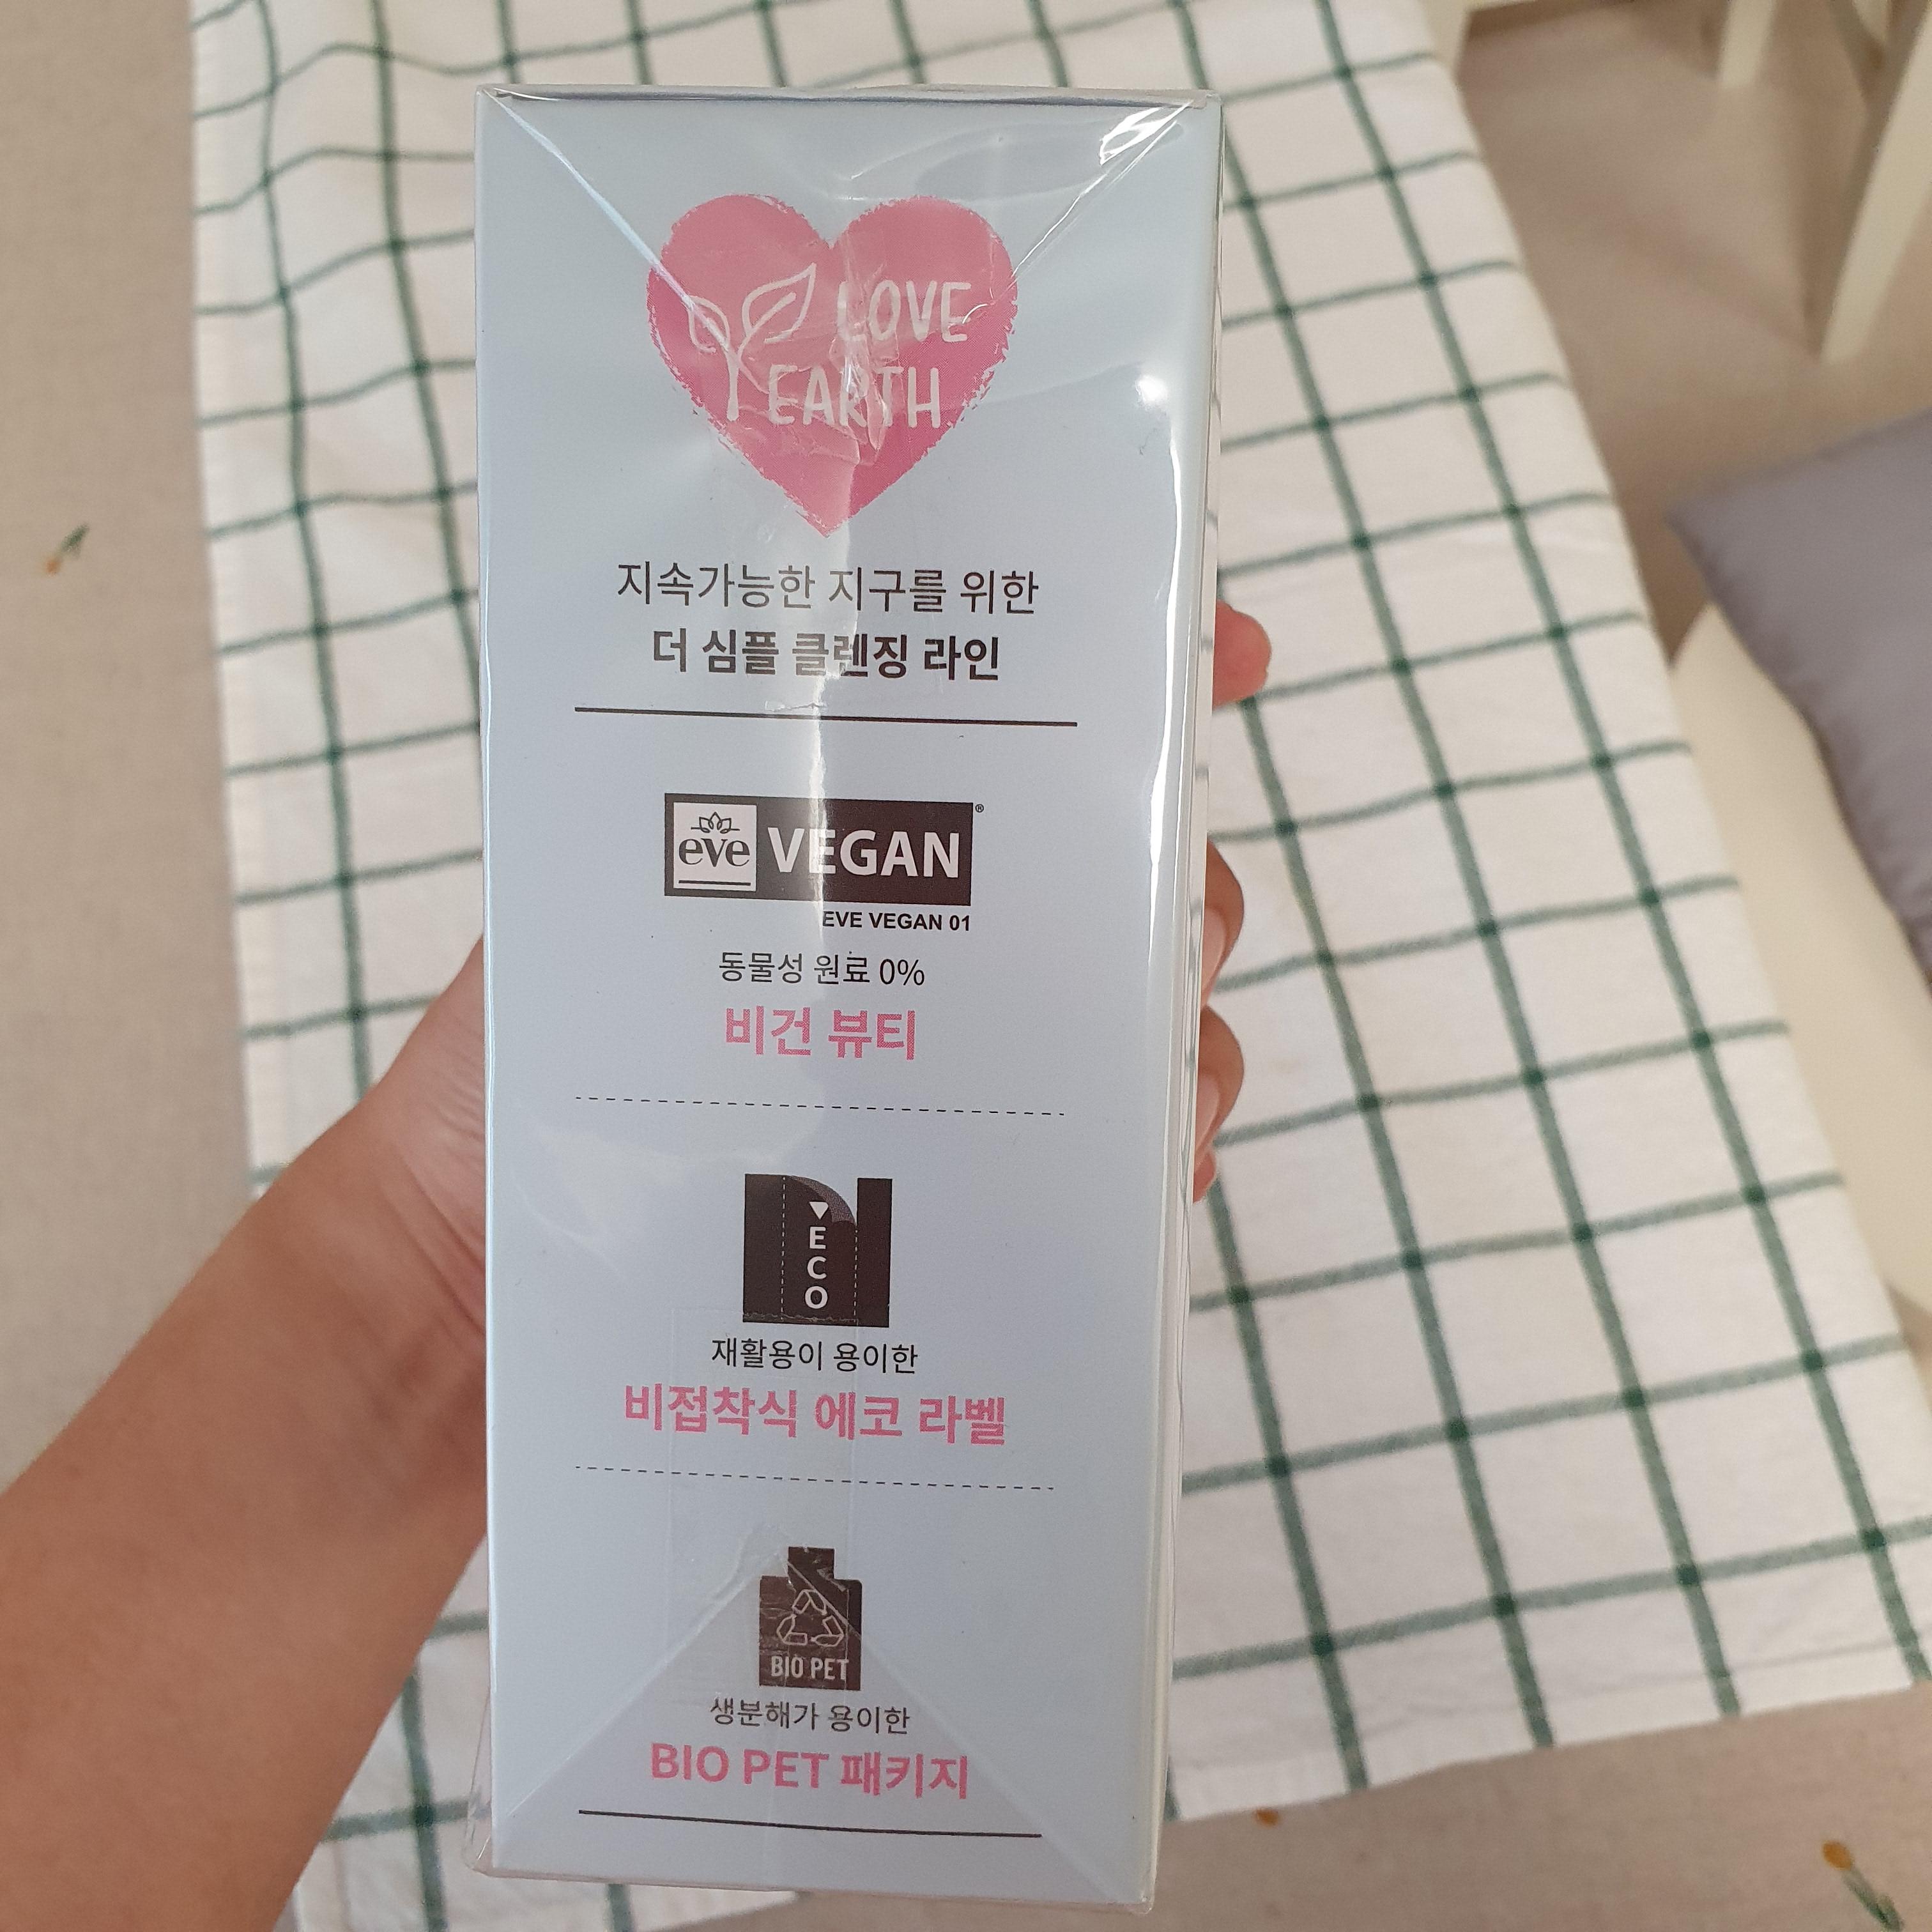 LOVE
EARTH
지속가능한 지구를 위한
더 심플 클렌징 라인
eve VEGAN®
EVE VEGAN 01
동물성 원료 0%
비건 뷰티
ECO
재활용이 용이한
비접착식 에코 라벨
BIO PET
생분해가 용이한
BIO PET 패키지